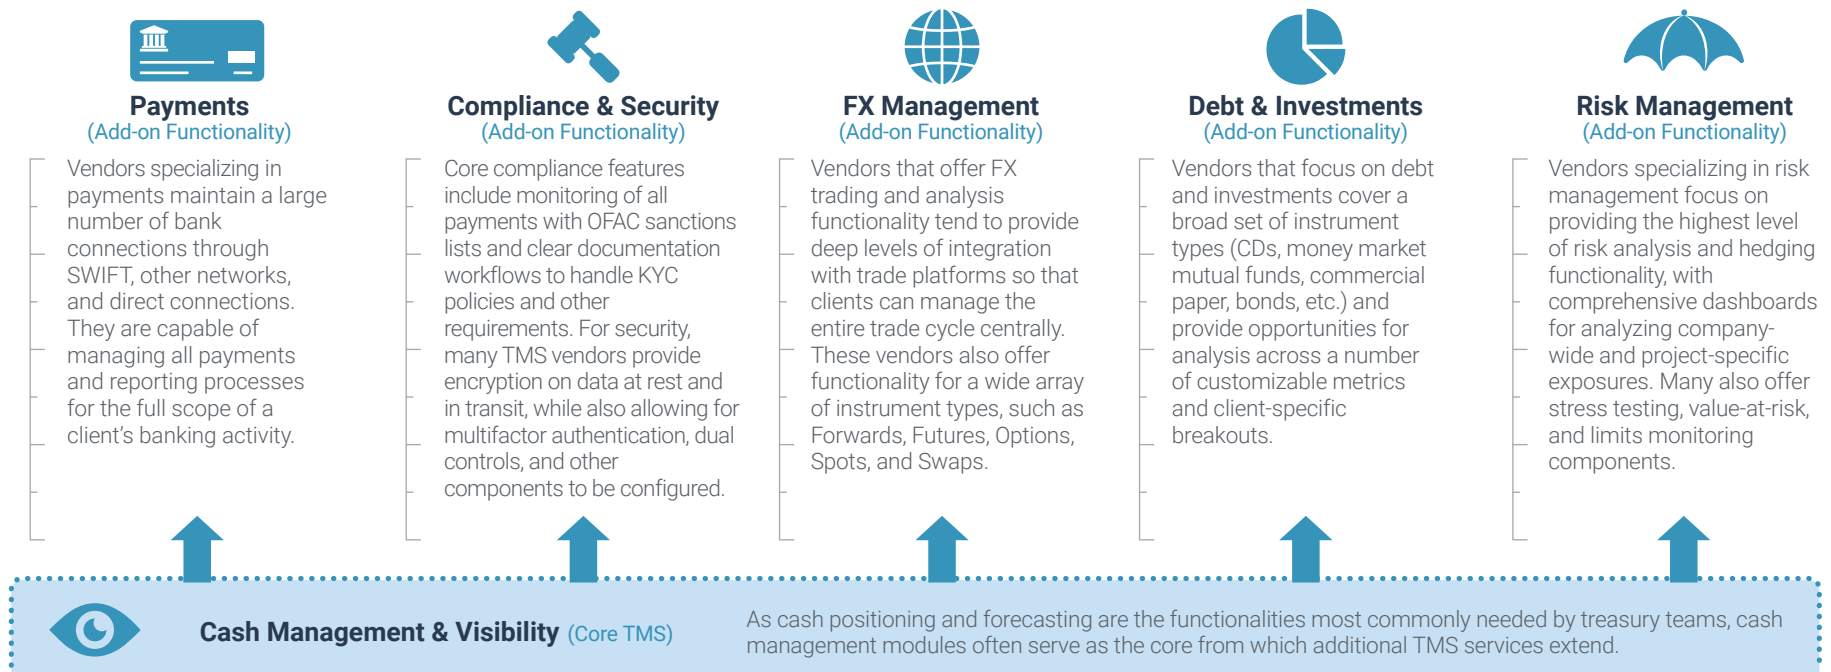 Payments
(Add-on Functionality)
Vendors specializing in
payments maintain a large
number of bank
connections through
SWIFT, other networks,
and direct connections.
They are capable of
managing all payments
and reporting processes
for the full scope of a
client's banking activity.
Compliance & Security
(Add-on Functionality)
Core compliance features
include monitoring of all
payments with OFAC sanctions
lists and clear documentation
workflows to handle KYC
policies and other
requirements. For security,
many TMS vendors provide
encryption on data at rest and
in transit, while also allowing for
multifactor authentication, dual
controls, and other
components to be configured.
FX Management
(Add-on Functionality)
Vendors that offer FX
trading and analysis
functionality tend to provide
deep levels of integration
with trade platforms so that
clients can manage the
entire trade cycle centrally.
These vendors also offer
functionality for a wide array
of instrument types, such as
Forwards, Futures, Options,
Spots, and Swaps.
Debt & Investments
(Add-on Functionality)
Vendors that focus on debt
and investments cover a
broad set of instrument
types (CDs, money market
mutual funds, commercial
paper, bonds, etc.) and
provide opportunities for
analysis across a number
of customizable metrics
and client-specific
breakouts.
Risk Management
(Add-on Functionality)
Vendors specializing in risk
management focus on
providing the highest level
of risk analysis and hedging
functionality, with
comprehensive dashboards
for analyzing company-
wide and project-specific
exposures. Many also offer
stress testing, value-at-risk,
and limits monitoring
components.
Cash Management & Visibility (Core TMS)
As cash positioning and forecasting are the functionalities most commonly needed by treasury teams, cash
management modules often serve as the core from which additional TMS services extend.